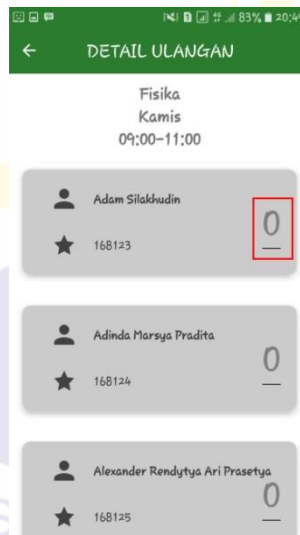 83% 20:49
DETAIL ULANGAN
Fisika
Kamis
09:00-11:00
Adam Silakhudin
0
168123
Adinda Marsya Pradita
0
168124
Alexander Rendytya Ari Prasetya
0
168125